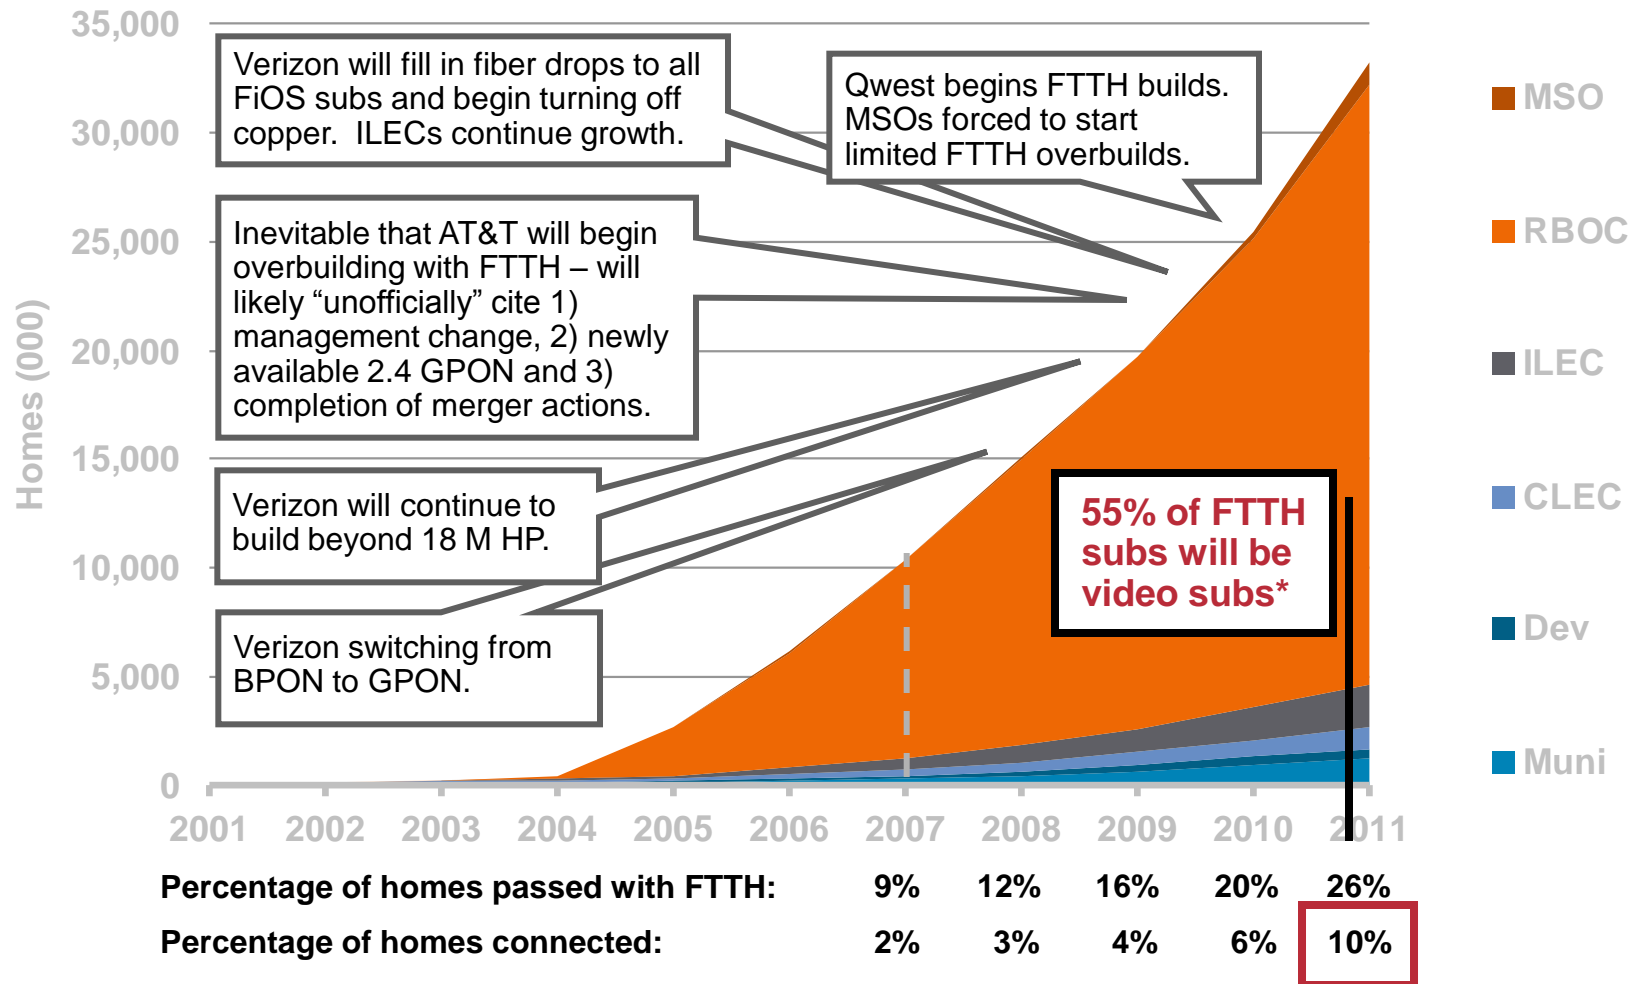 35,000
30,000
25,000
20,000
15,000
10,000
5,000
0
Homes (000)
Verizon will fill in fiber drops to all
FiOS subs and begin turning off
copper.  ILECs continue growth.
Qwest begins FTTH builds.
MSOs forced to start
limited FTTH overbuilds.
Inevitable that AT&T will begin
overbuilding with FTTH – will
likely “unofficially” cite 1)
management change, 2) newly
available 2.4 GPON and 3)
completion of merger actions.
Verizon will continue to
build beyond 18 M HP.
Verizon switching from
BPON to GPON.
55% of FTTH
subs will be
video subs*
MSO
RBOC
ILEC
CLEC
Dev
Muni
2001 2002 2003 2004 2005 2006 2007 2008 2009 2010 2011
Percentage of homes passed with FTTH: 9% 12% 16% 20% 26%
Percentage of homes connected: 2% 3% 4% 6% 10%